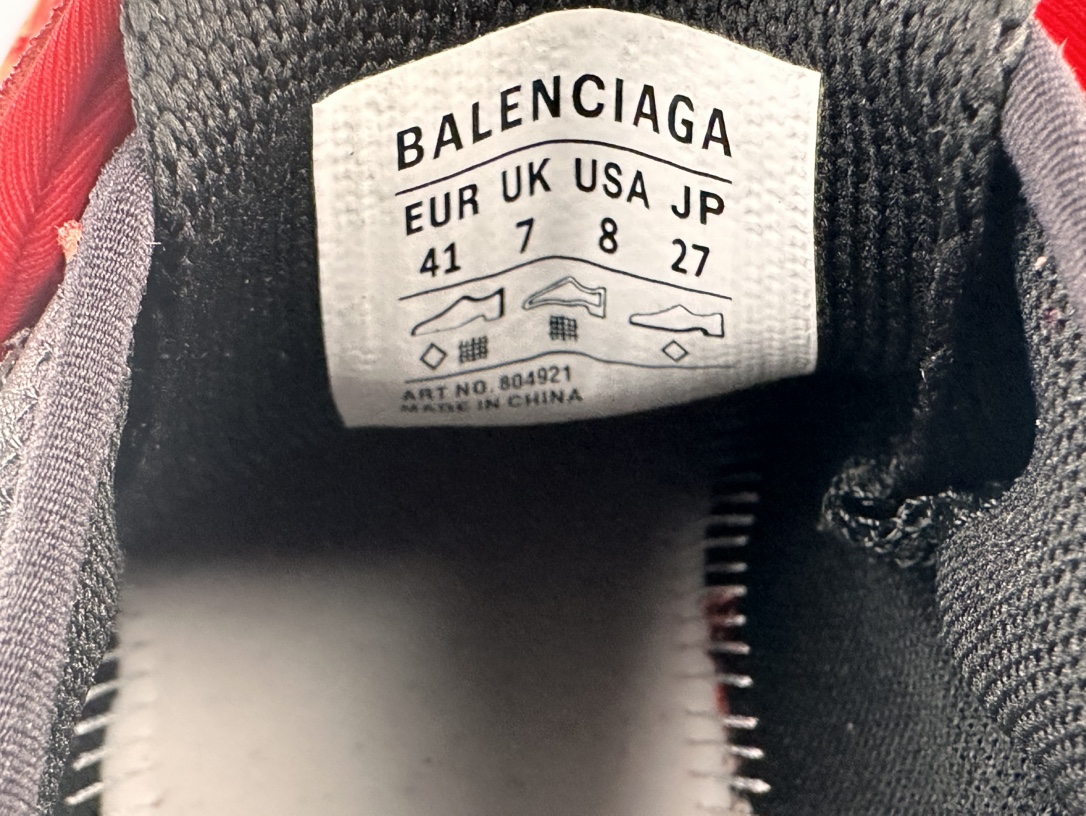 BALENCIAGA
EUR UK USA JP
41 7 8 27
ART NO. 804921
MADE IN CHINA